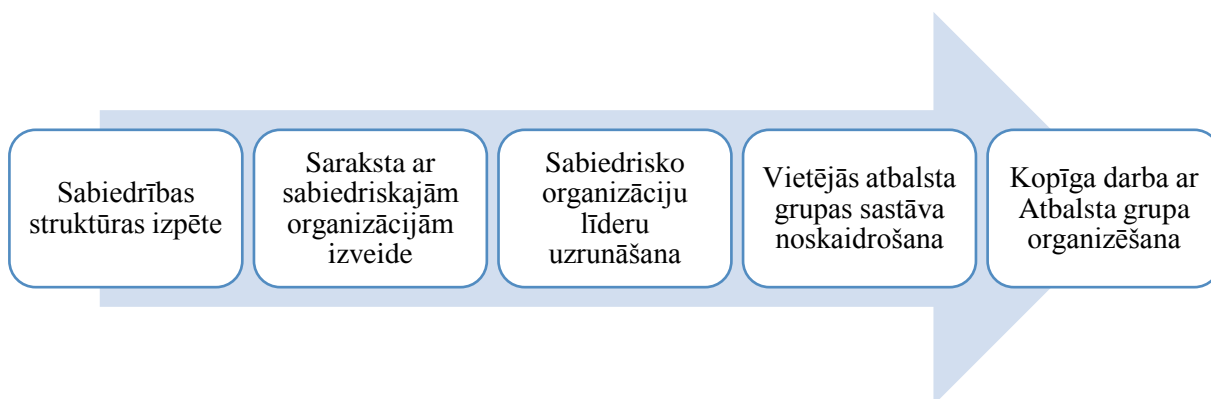 Sabiedrības
struktūras izpēte
Saraksta ar
sabiedriskajām
organizācijām
izveide
Sabiedrisko
organizāciju
līderu
uzrunāšana
Vietējās atbalsta
grupas sastāva
noskaidrošana
Kopīga darba ar
Atbalsta grupa
organizēšana